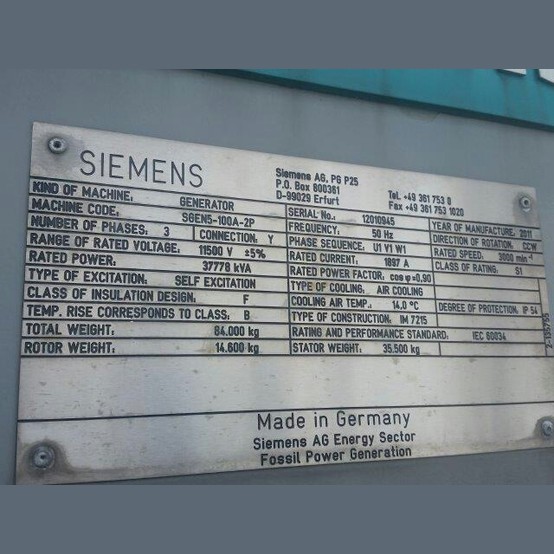 SIEMENS
Siemens AG, PG P25
P.O. Box 800361
D-99029 Erfurt
Tel. +49 361 753 0
Fax +49 361 753 1020
KIND OF MACHINE. GENERATOR
MACHINE CODE. SGEN5-100A-2P SERIAL No. 12010945 YEAR OF MANUFACTURE. 2011
NUMBER OF PHASES. 3 CONNECTION. Y FREQUENCY. 50 Hz DIRECTION OF ROTATION. CCW
RANGE OF RATED VOLTAGE. 11500 V ±5% PHASE SEQUENCE. U1 V1 W1 RATED SPEED. 3000 min⁻¹
RATED POWER. 37778 kVA RATED CURRENT. 1897 A CLASS OF RATING. S1
TYPE OF EXCITATION. SELF EXCITATION RATED POWER FACTOR. cos φ=0,90
CLASS OF INSULATION DESIGN. F TYPE OF COOLING. AIR COOLING
TEMP. RISE CORRESPONDS TO CLASS. B COOLING AIR TEMP. 14.0 °C DEGREE OF PROTECTION. IP 54
TOTAL WEIGHT. 84.000 kg TYPE OF CONSTRUCTION. IM 7215
ROTOR WEIGHT. 14.600 kg RATING AND PERFORMANCE STANDARD. IEC 60034
STATOR WEIGHT. 35.500 kg
Made in Germany
Siemens AG Energy Sector
Fossil Power Generation